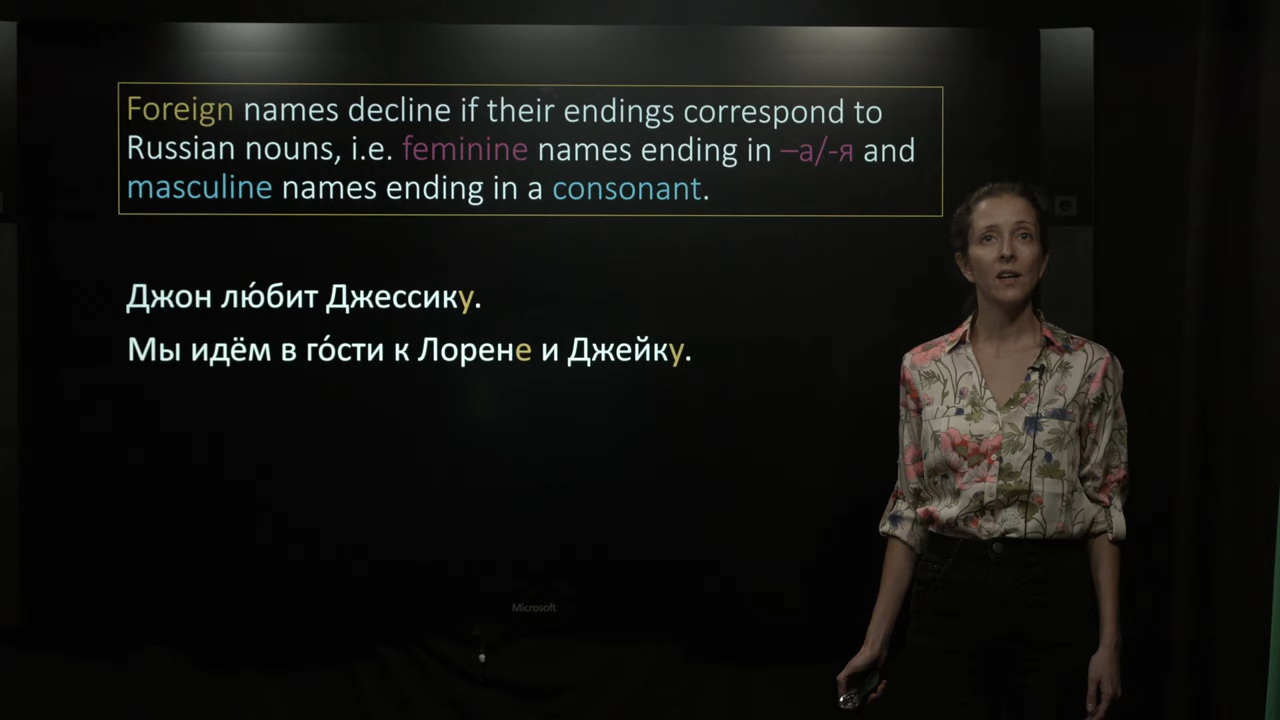 Foreign names decline if their endings correspond to
Russian nouns, i.e. feminine names ending in –а/-я and
masculine names ending in a consonant.
Джон лю́бит Джессику.
Мы идём в го́сти к Лорене и Джейку.
Microsoft